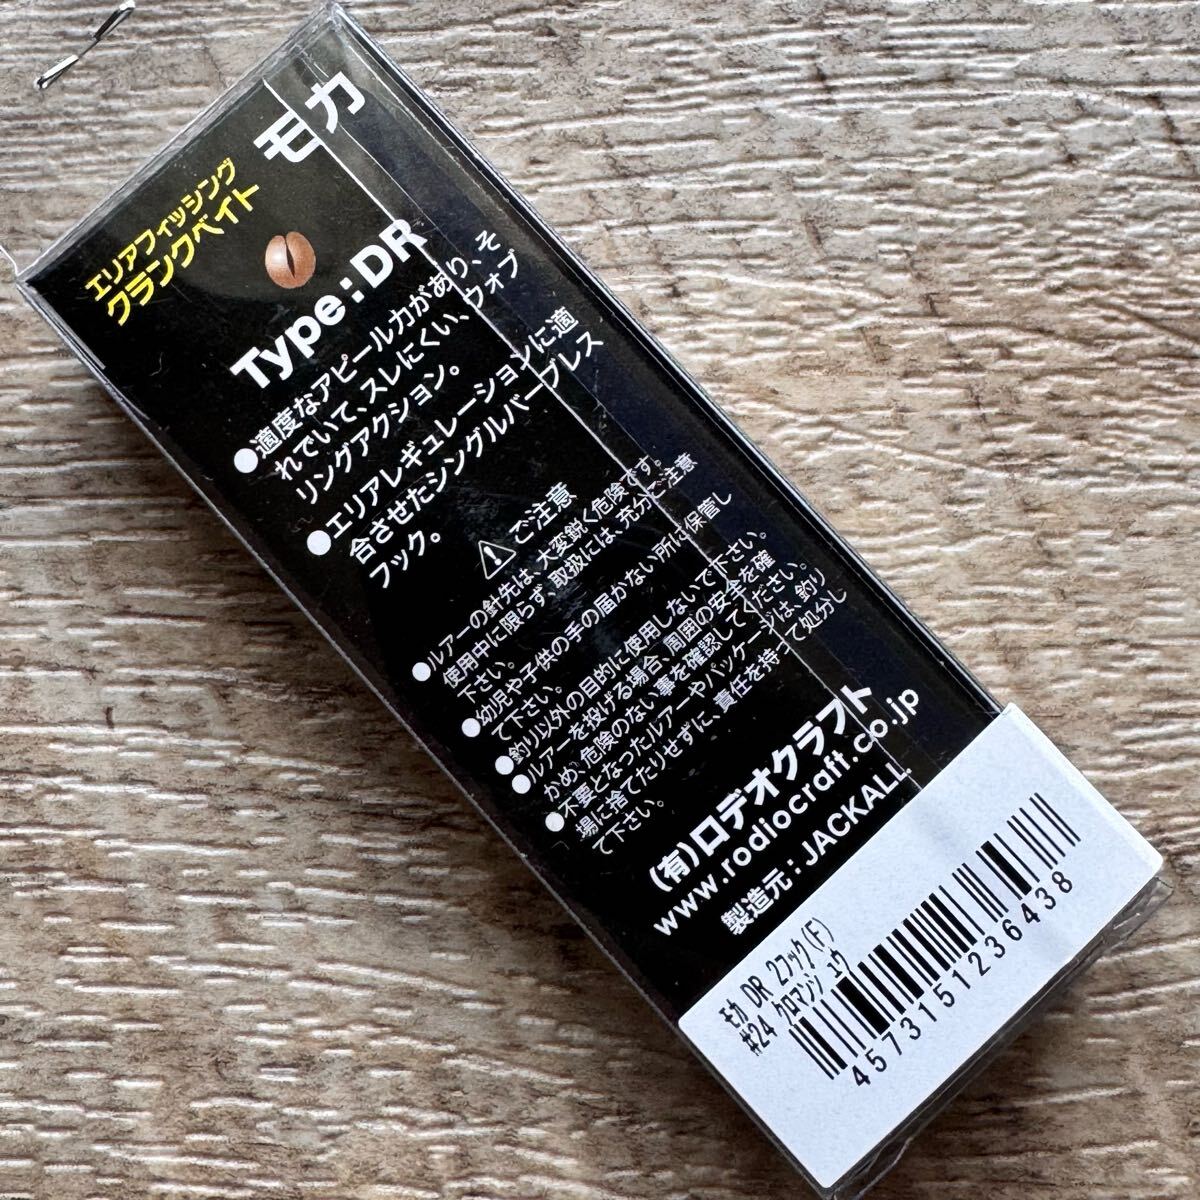 エリアフィッシング
クランクベイト
モカ
Type:DR
●適度なアピール力があり、そ
れでいて、スレにくい、ウォブ
リングアクション。
●エリアレギュレーションに適
合させたシングルバーブレス
フック。
ご注意
●ルアーの針先は、大変鋭く危険です。
使用中に限らず、取扱には、充分ご注意
下さい。
●幼児や子供の手の届かない所に保管し
て下さい。
●釣り以外の目的に使用しないで下さい。
●ルアーを投げる場合、周囲の安全を確
かめ、危険のない事を確認してください。
●不要となったルアーやパッケージは、釣り
場に捨てたりせずに、責任を持って処分し
て下さい。
(有)ロデオクラフト
www.rodiocraft.co.jp
製造元:JACKALL
モカ DR 2フック(F)
#24 クロマンジュウ
4573151236438